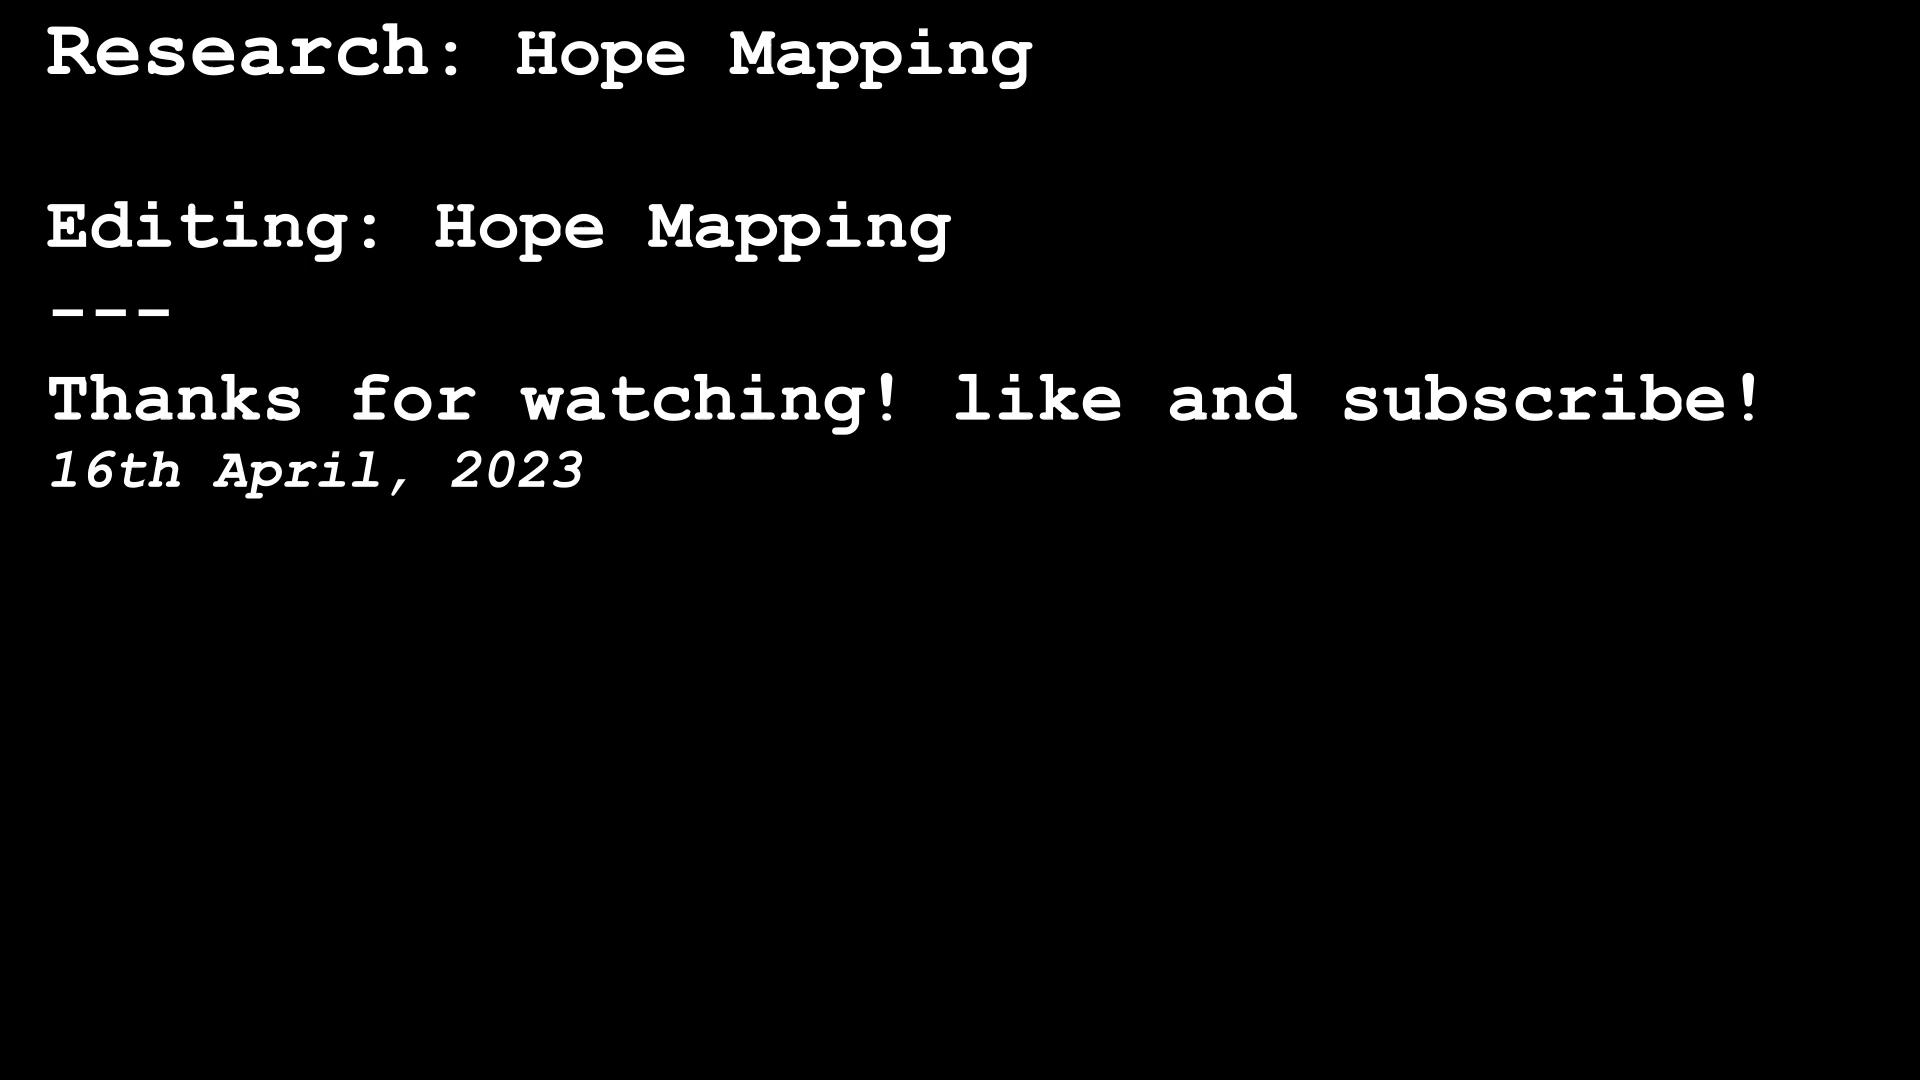 Research: Hope Mapping
Editing: Hope Mapping
---
Thanks for watching! like and subscribe!
16th April, 2023